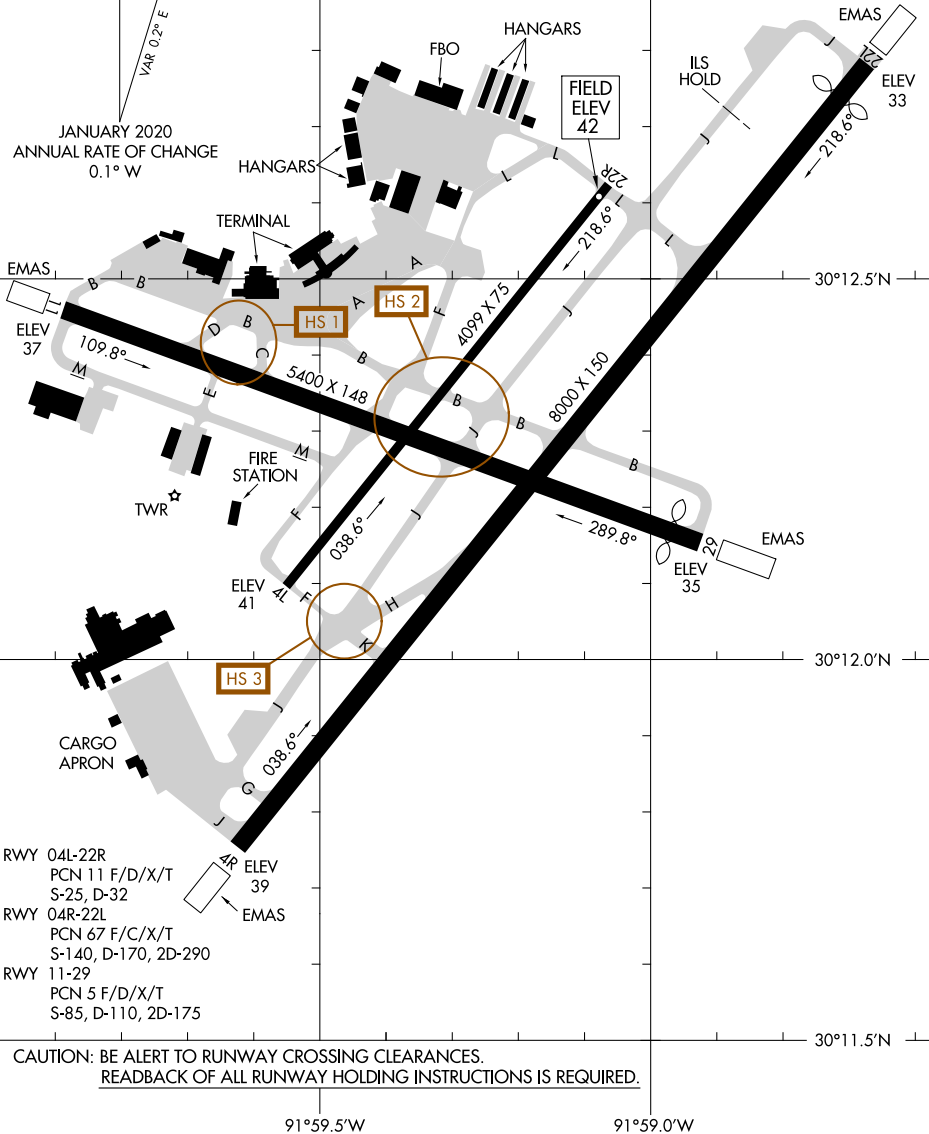 EMAS
VAR 0.2° E
HANGARS
FBO
J
22L
ILS
HOLD
ELEV
33
FIELD
ELEV
42
JANUARY 2020
ANNUAL RATE OF CHANGE
0.1° W
218.6°
J
L
HANGARS
L
22R
L
TERMINAL
218.6°
L
A
EMAS
B
B
30°12.5'N
A
HS 2
HS 1
F
4099 X 75
J
D
B
ELEV
37
109.8°
C
B
8000 X 150
M
5400 X 148
E
B
B
J
M
B
FIRE
STATION
TWR
F
J
038.6°
289.8°
29
EMAS
ELEV
35
ELEV
41
4L
F
H
K
30°12.0'N
HS 3
J
CARGO
APRON
038.6°
G
J
4R
ELEV
39
EMAS
RWY 04L-22R
PCN 11 F/D/X/T
S-25, D-32
RWY 04R-22L
PCN 67 F/C/X/T
S-140, D-170, 2D-290
RWY 11-29
PCN 5 F/D/X/T
S-85, D-110, 2D-175
30°11.5'N
CAUTION: BE ALERT TO RUNWAY CROSSING CLEARANCES.
READBACK OF ALL RUNWAY HOLDING INSTRUCTIONS IS REQUIRED.
91°59.5'W
91°59.0'W